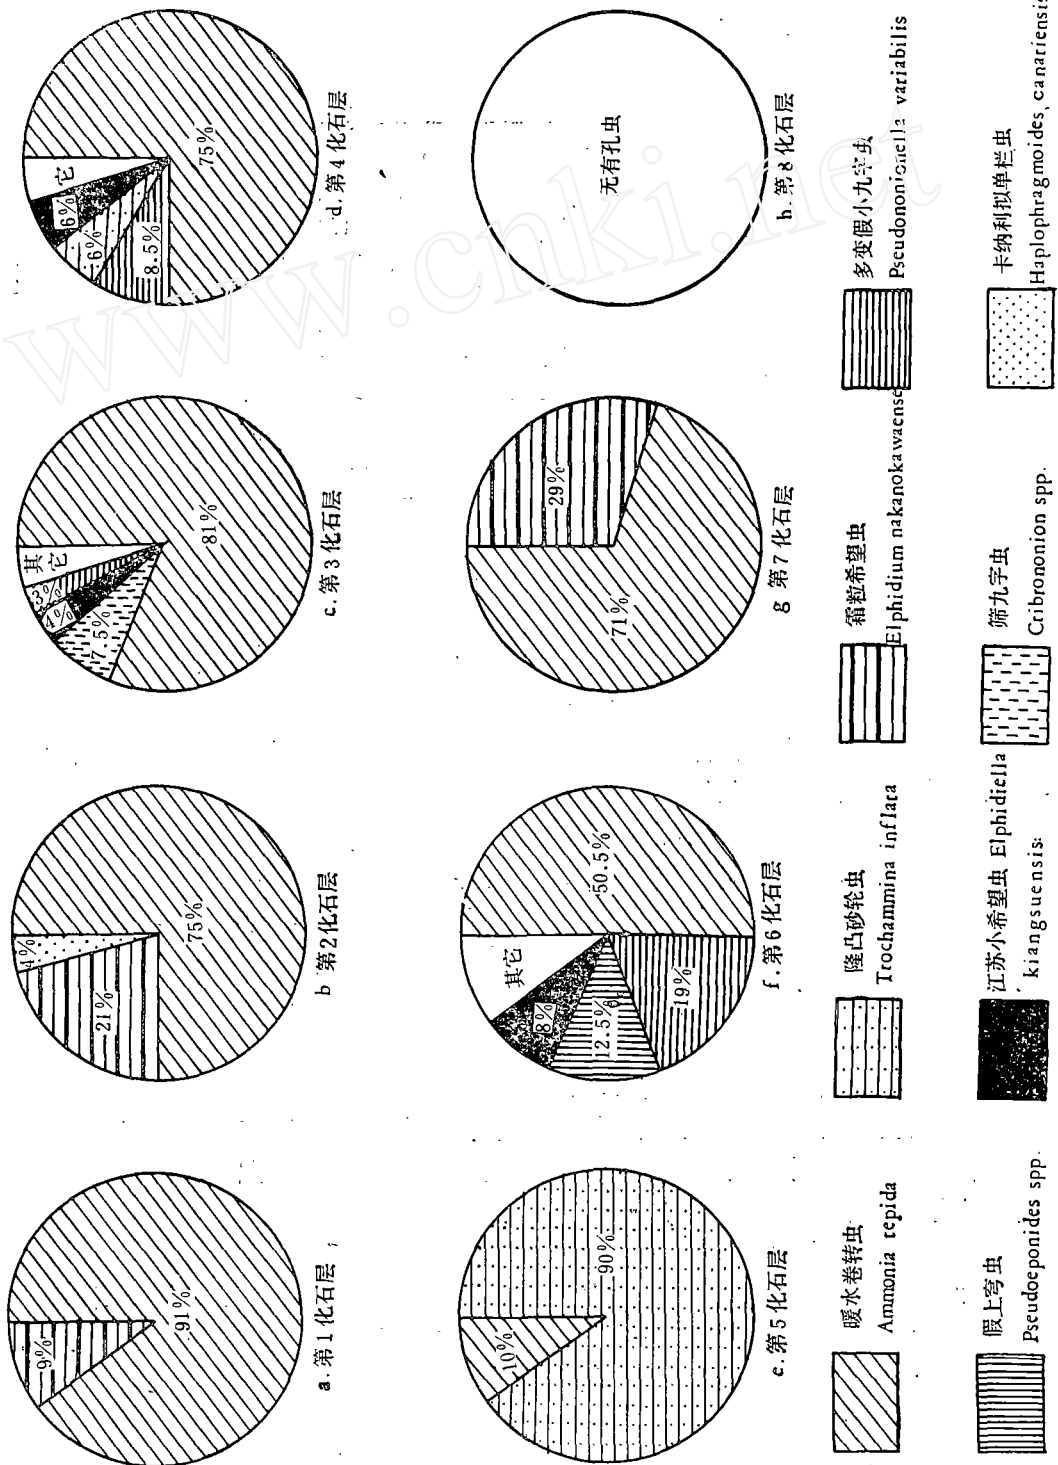 9%
91%
a.第1化石层
4%
21%
75%
b 第2化石层
其它
3%
4%
7.5%
81%
c.第3化石层
它
6%
6%
8.5%
75%
d.第4化石层
10%
90%
e.第5化石层
其它
8%
12.5%
19%
50.5%
f.第6化石层
29%
71%
g 第7化石层
无有孔虫
h.第8化石层
暖水卷转虫
Ammonia tepida
隆凸砂轮虫
Trochammina inflata
霜粒希望虫
Elphidium nakanokawaense
多变假小九字虫
Pseudononionella variabilis
假上穹虫
Pseudoeponides spp.
江苏小希望虫 Elphidiella
kiangsuensis
筛九字虫
Cribrononion spp.
卡纳利拟单栏虫
Haplophragmoides canariensis
www.cnki.net